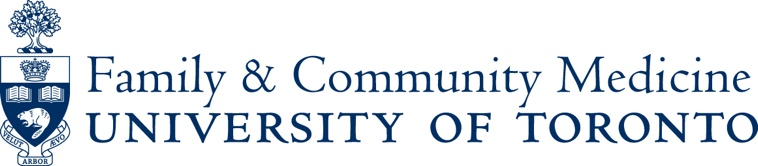 Family & Community Medicine
UNIVERSITY OF TORONTO
VELUT ÆVO
ARBOR